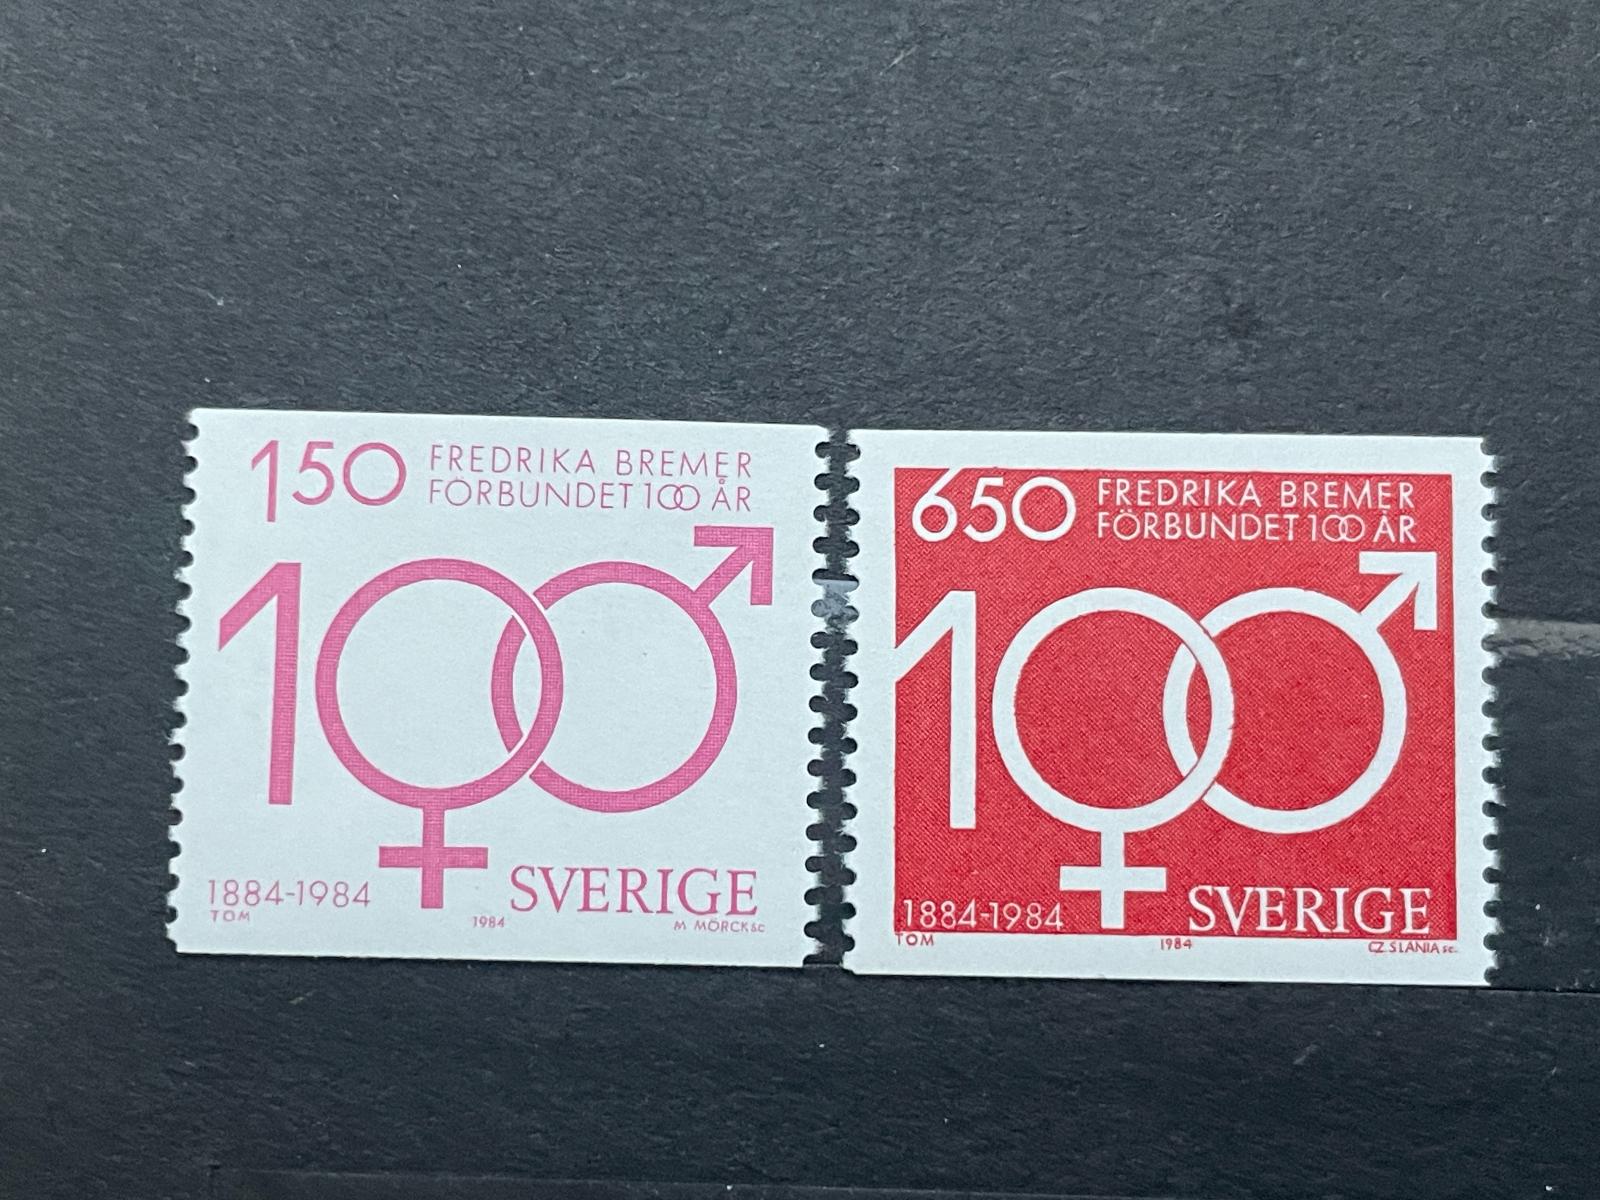 150 FREDRIKA BREMER
FÖRBUNDET 100 ÅR
100
1884-1984 SVERIGE
TOM 1984 M MÖRCK sc
650 FREDRIKA BREMER
FÖRBUNDET 100 ÅR
100
1884-1984 SVERIGE
TOM 1984 CZ. SLANIA sc.